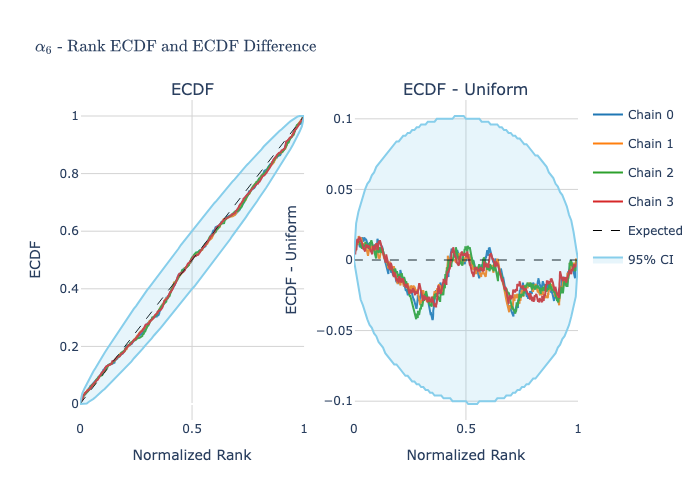 α₆ - Rank ECDF and ECDF Difference
ECDF
ECDF - Uniform
ECDF
1
0.8
0.6
0.4
0.2
0
0
0.5
1
Normalized Rank
ECDF - Uniform
0.1
0.05
0
−0.05
−0.1
0
0.5
1
Normalized Rank
Chain 0
Chain 1
Chain 2
Chain 3
Expected
95% CI